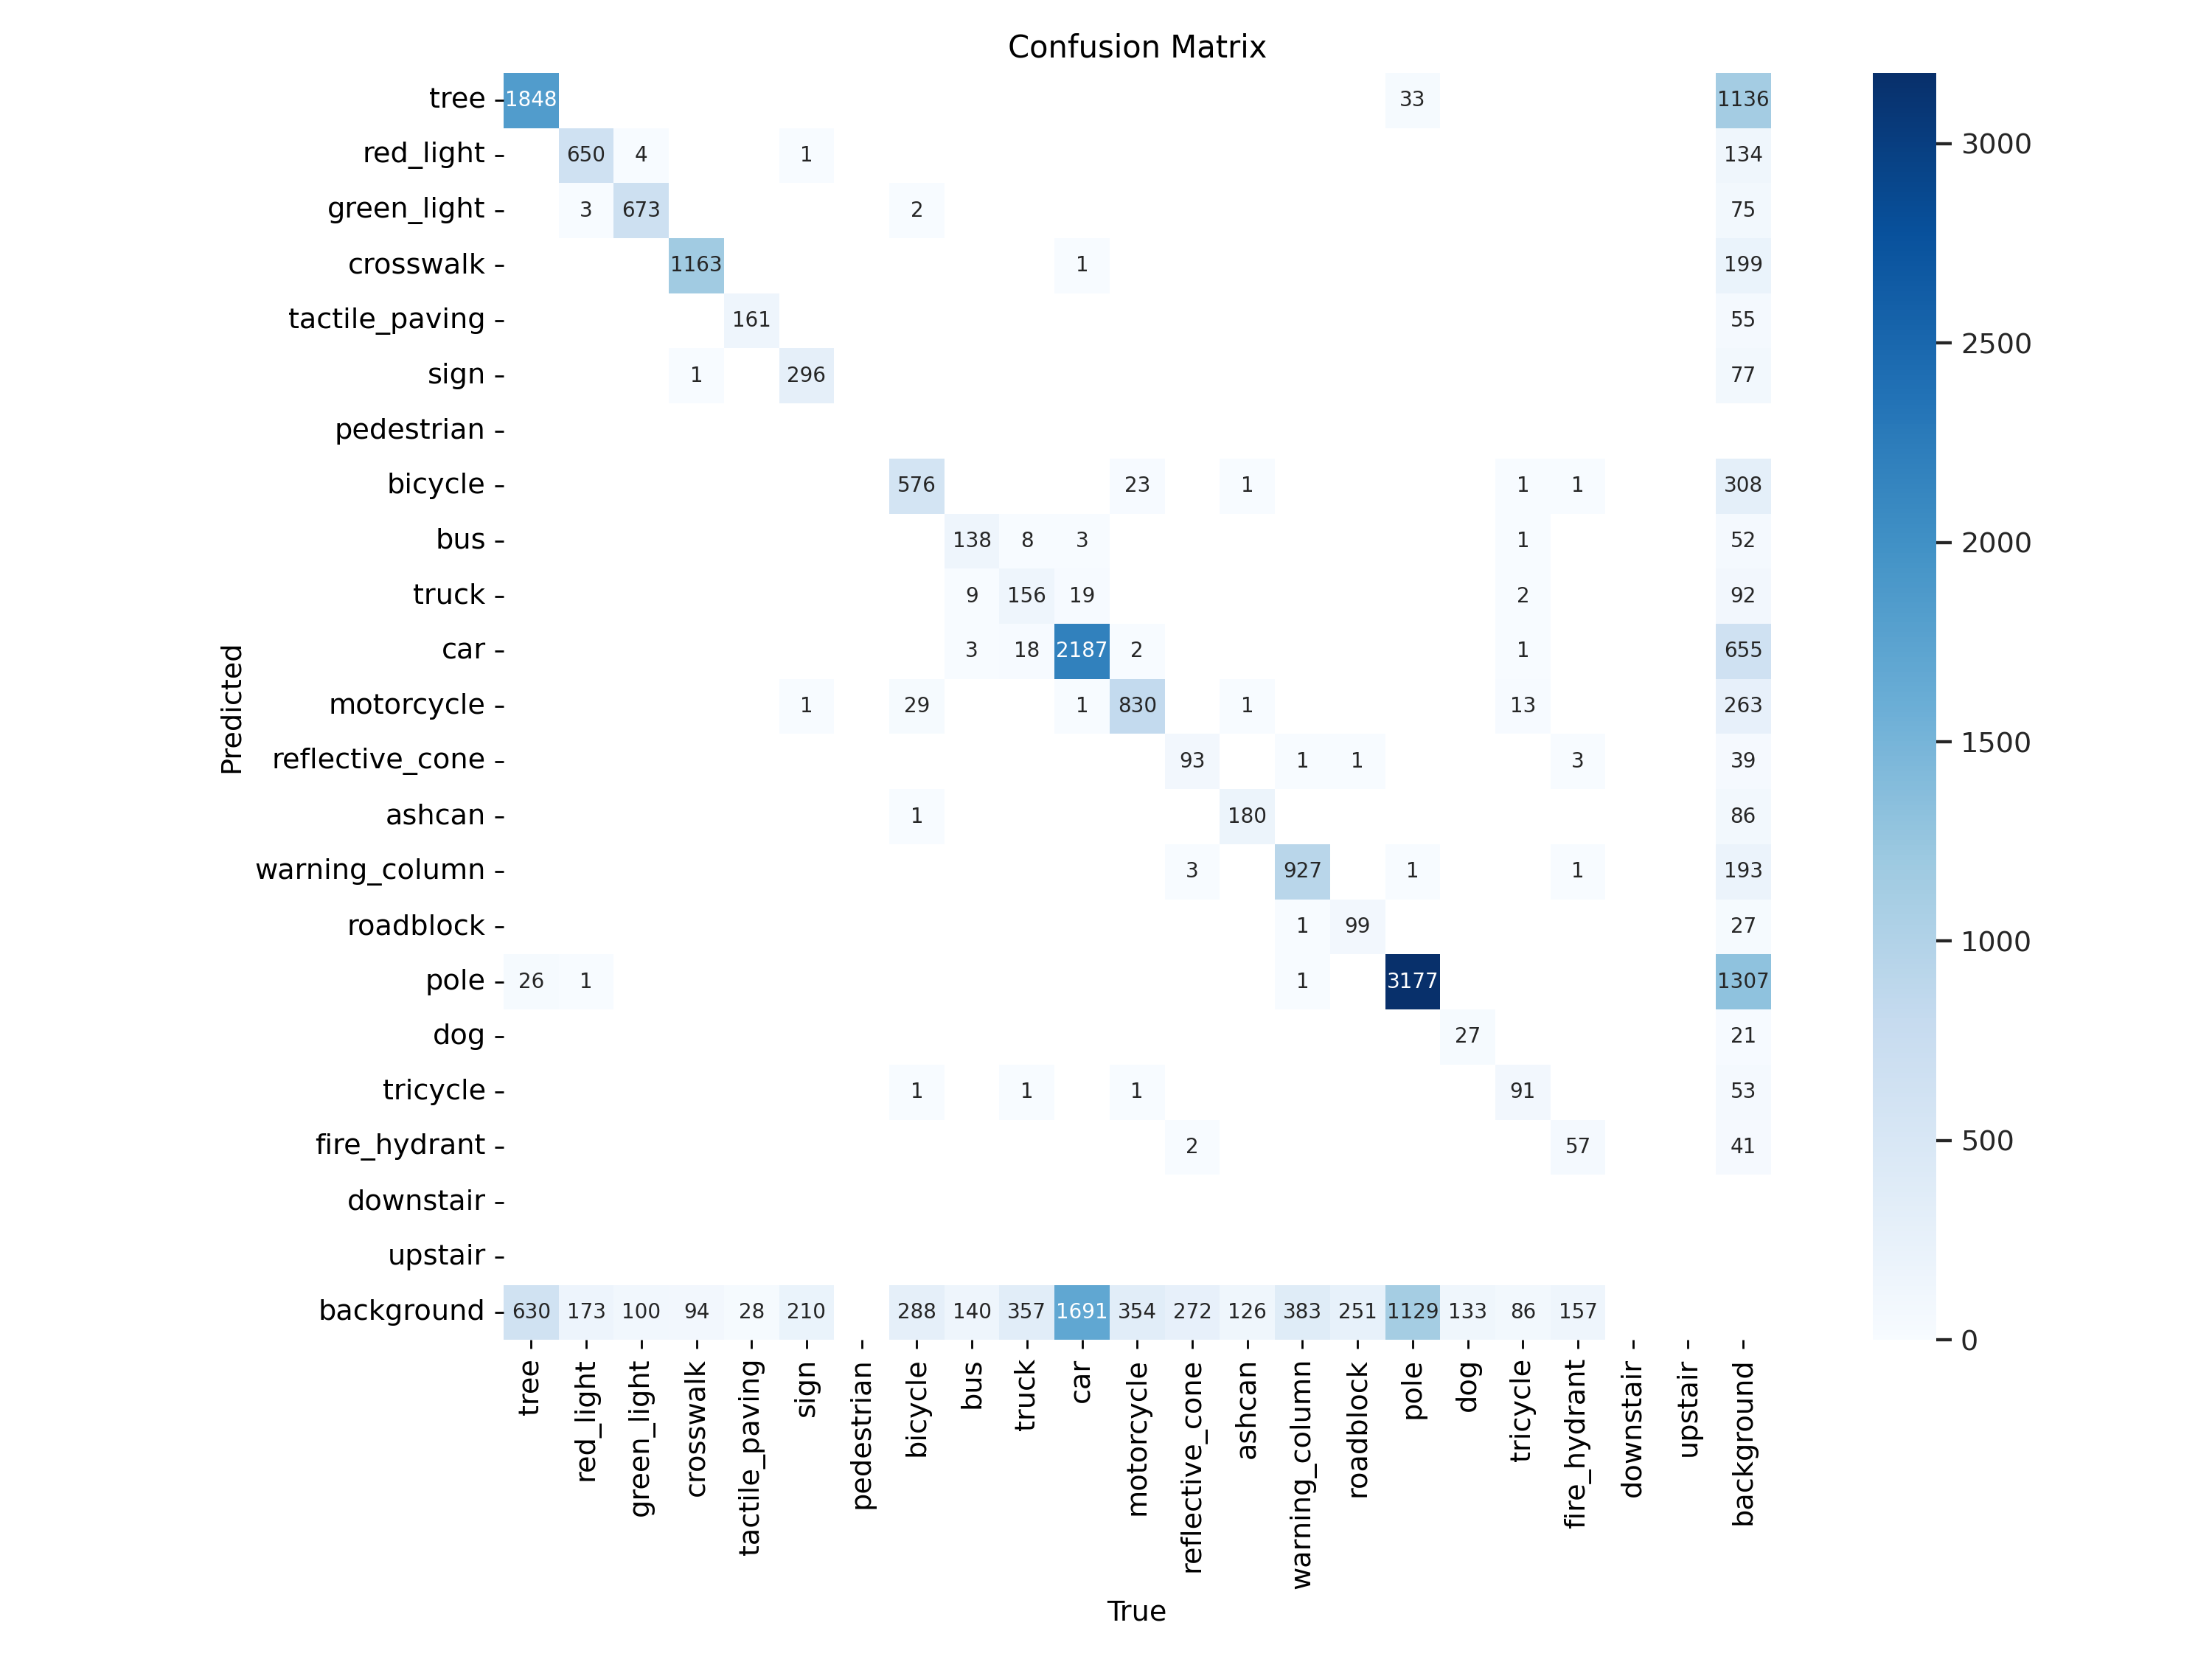 Confusion Matrix
tree 1848 33 1136
red_light 650 4 1 134
green_light 3 673 2 75
crosswalk 1163 1 199
tactile_paving 161 55
sign 1 296 77
pedestrian
bicycle 576 23 1 1 1 308
bus 138 8 3 1 52
truck 9 156 19 2 92
car 3 18 2187 2 1 655
motorcycle 1 29 1 830 1 13 263
reflective_cone 93 1 1 3 39
ashcan 1 180 86
warning_column 3 927 1 1 193
roadblock 1 99 27
pole 26 1 1 3177 1307
dog 27 21
tricycle 1 1 1 91 53
fire_hydrant 2 57 41
downstair
upstair
background 630 173 100 94 28 210 288 140 357 1691 354 272 126 383 251 1129 133 86 157
Predicted
tree
red_light
green_light
crosswalk
tactile_paving
sign
pedestrian
bicycle
bus
truck
car
motorcycle
reflective_cone
ashcan
warning_column
roadblock
pole
dog
tricycle
fire_hydrant
downstair
upstair
background
True
3000
2500
2000
1500
1000
500
0